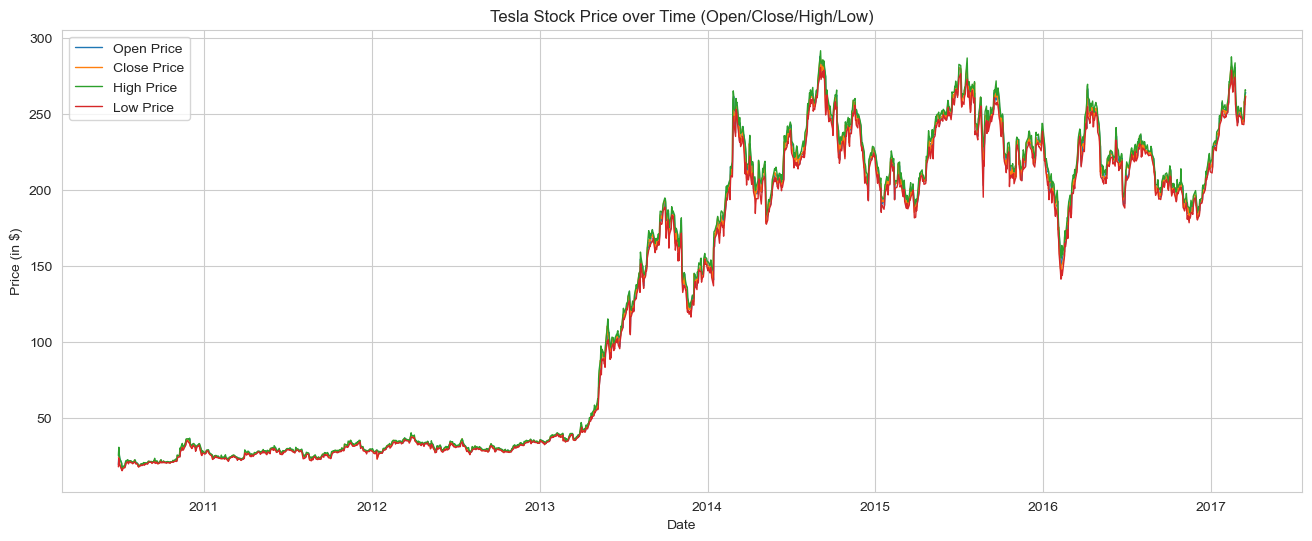 Tesla Stock Price over Time (Open/Close/High/Low)
Open Price
Close Price
High Price
Low Price
Price (in $)
300
250
200
150
100
50
2011
2012
2013
2014
2015
2016
2017
Date